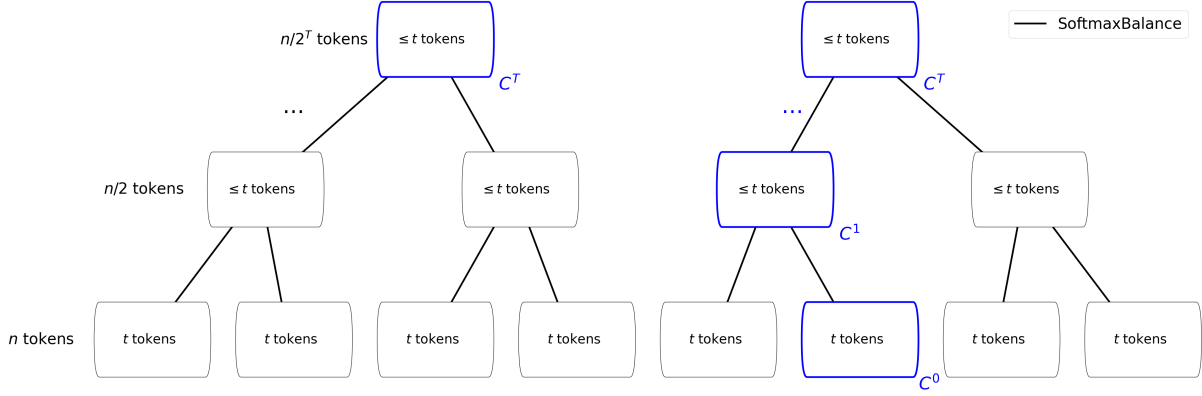 n/2^T tokens
≤ t tokens
≤ t tokens
SoftmaxBalance
C^T
C^T
...
...
n/2 tokens
≤ t tokens
≤ t tokens
≤ t tokens
≤ t tokens
C^1
n tokens
t tokens
t tokens
t tokens
t tokens
t tokens
t tokens
t tokens
t tokens
C^0